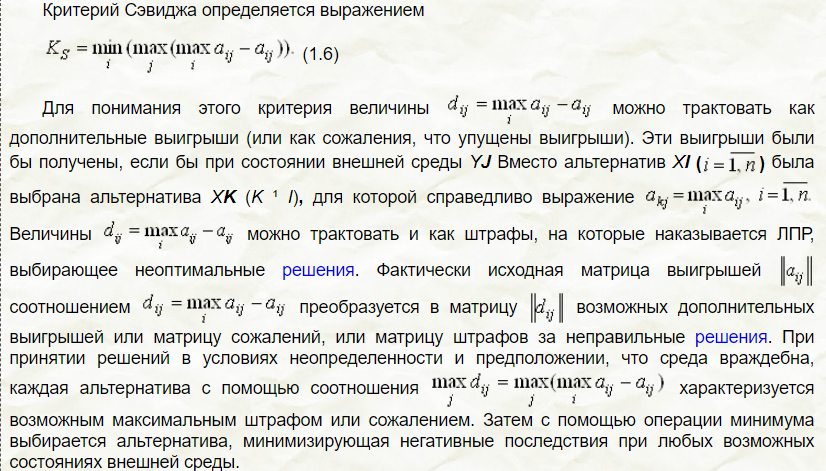 Критерий Сэвиджа определяется выражением
K_S = min_i (max_j (max_i a_ij − a_ij)). (1.6)
Для понимания этого критерия величины d_ij = max_i a_ij − a_ij можно трактовать как
дополнительные выигрыши (или как сожаления, что упущены выигрыши). Эти выигрыши были
бы получены, если бы при состоянии внешней среды YJ Вместо альтернатив XI (i = 1, n) была
выбрана альтернатива XK (K ¹ I), для которой справедливо выражение a_kj = max_i a_ij, i = 1, n.
Величины d_ij = max_i a_ij − a_ij можно трактовать и как штрафы, на которые наказывается ЛПР,
выбирающее неоптимальные решения. Фактически исходная матрица выигрышей ||a_ij||
соотношением d_ij = max_i a_ij − a_ij преобразуется в матрицу ||d_ij|| возможных дополнительных
выигрышей или матрицу сожалений, или матрицу штрафов за неправильные решения. При
принятии решений в условиях неопределенности и предположении, что среда враждебна,
каждая альтернатива с помощью соотношения max_j d_ij = max_j (max_i a_ij − a_ij) характеризуется
возможным максимальным штрафом или сожалением. Затем с помощью операции минимума
выбирается альтернатива, минимизирующая негативные последствия при любых возможных
состояниях внешней среды.